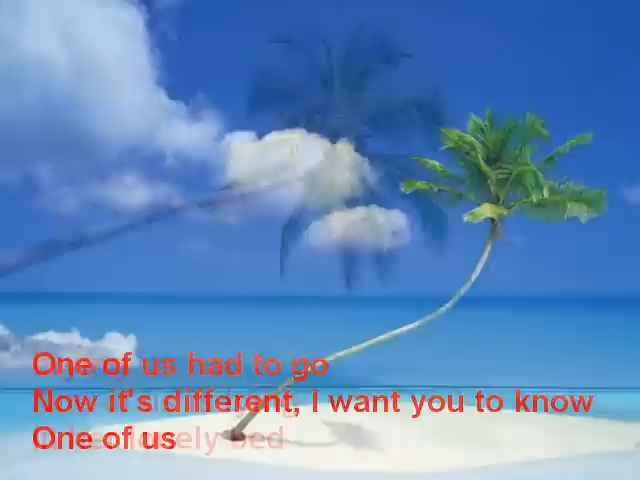 One of us had to go
Now it's different, I want you to know
One of us